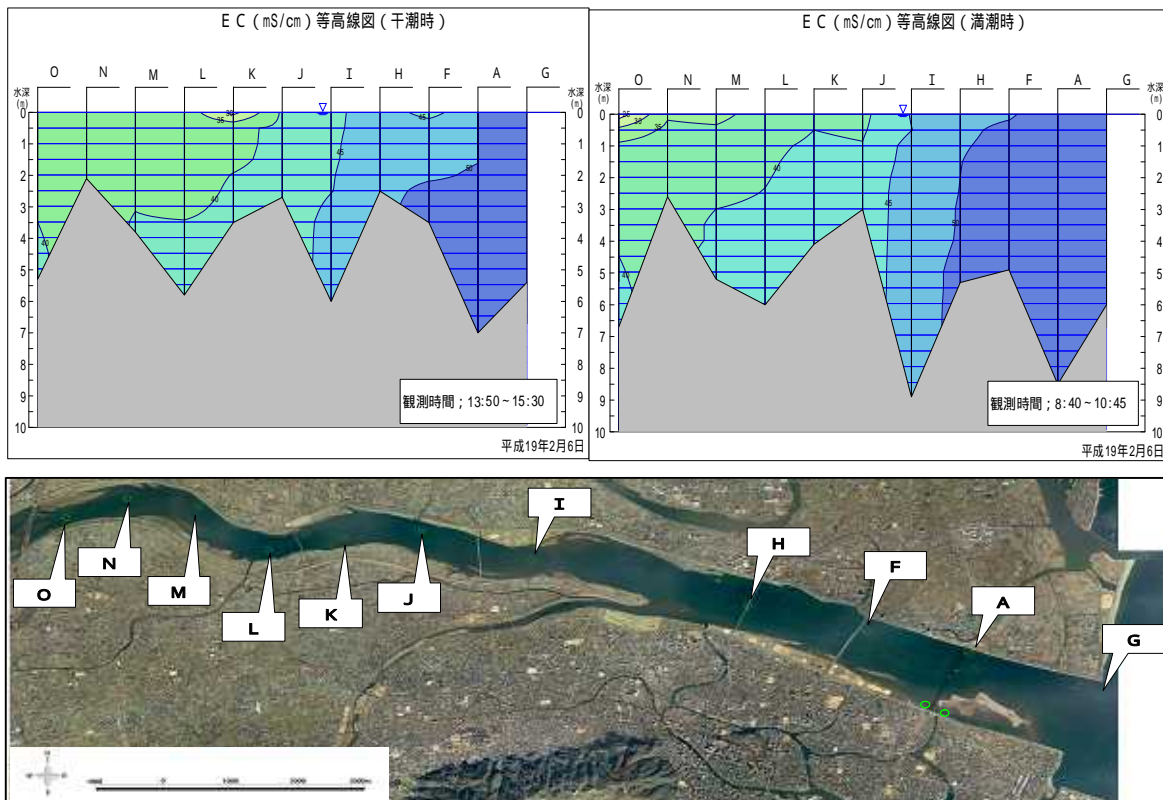 ＥＣ（mS/cm）等高線図（干潮時）
O N M L K J I H F A G
水深 (m)
水深 (m)
0 1 2 3 4 5 6 7 8 9 10
0 1 2 3 4 5 6 7 8 9 10
30
35
45
45
50
40
40
観測時間；13:50~15:30
平成19年2月6日
ＥＣ（mS/cm）等高線図（満潮時）
O N M L K J I H F A G
水深 (m)
水深 (m)
0 1 2 3 4 5 6 7 8 9 10
0 1 2 3 4 5 6 7 8 9 10
30
35
40
45
50
40
観測時間；8:40~10:45
平成19年2月6日
I
N
H
F
O
M
A
L
K
J
G
0 1000 2000